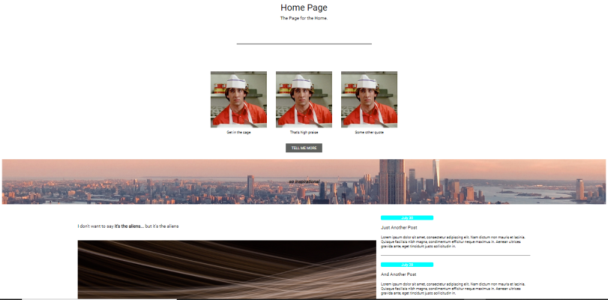 Home Page
The Page for the Home.
Get in the cage
Thats high praise
Some other quote
TELL ME MORE
I don't want to say it's the aliens... but it's the aliens
Just Another Post
Lorem ipsum dolor sit amet, consectetur adipiscing elit. Nam dictum non mauris et lacinia.
Quisque facilisis nibh magna, condimentum efficitur neque maximus in. Aenean ultrices
gravida ante, eget tincidunt justo sollicitudin et.
And Another Post
Lorem ipsum dolor sit amet, consectetur adipiscing elit. Nam dictum non mauris et lacinia.
Quisque facilisis nibh magna, condimentum efficitur neque maximus in. Aenean ultrices
gravida ante, eget tincidunt justo sollicitudin et.